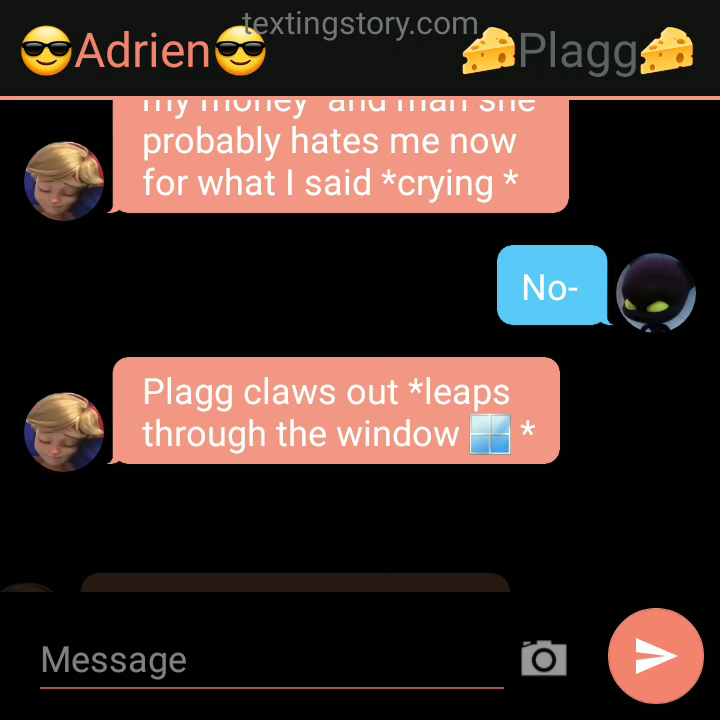 textingstory.com
😎Adrien😎
🧀Plagg🧀
my money and man she
probably hates me now
for what I said *crying *
No-
Plagg claws out *leaps
through the window 🪟 *
Message